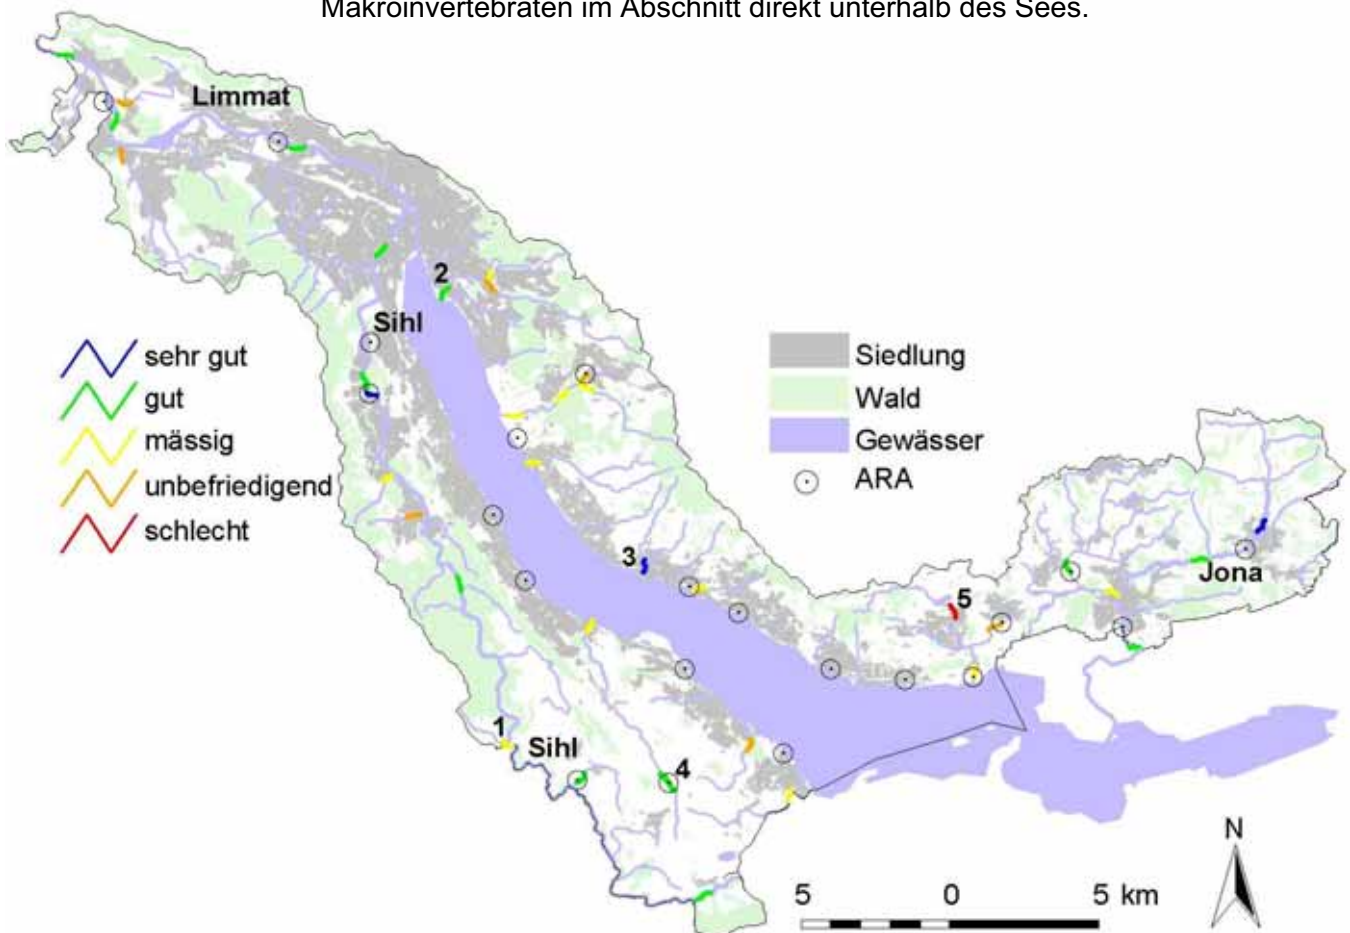 Makroinvertebraten im Abschnitt direkt unterhalb des Sees.
Limmat
2
Sihl
sehr gut
gut
mässig
unbefriedigend
schlecht
Siedlung
Wald
Gewässer
ARA
3
5
Jona
1
Sihl
4
N
5 0 5 km